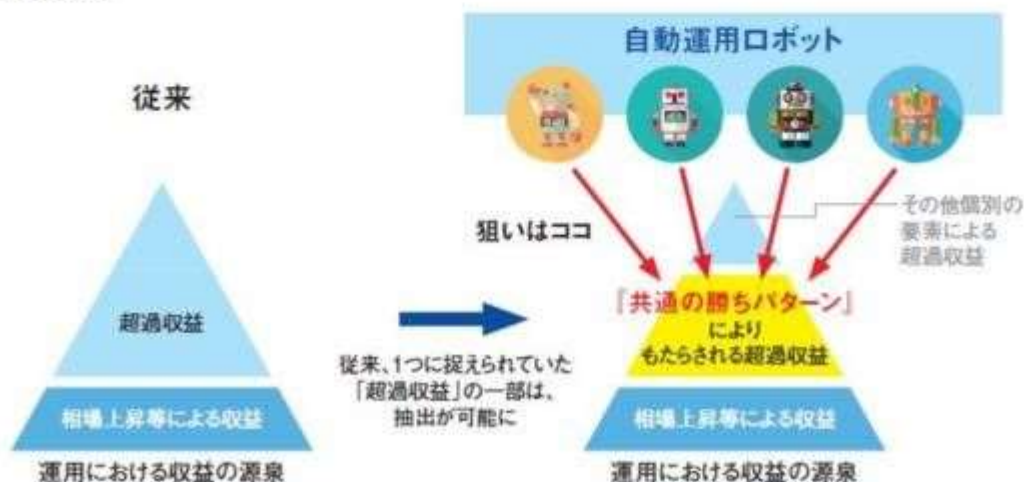 自動運用ロボット
従来
狙いはココ
その他個別の
要素による
超過収益
超過収益
『共通の勝ちパターン』
により
もたらされる超過収益
従来、1つに捉えられていた
「超過収益」の一部は、
抽出が可能に
相場上昇等による収益
相場上昇等による収益
運用における収益の源泉
運用における収益の源泉